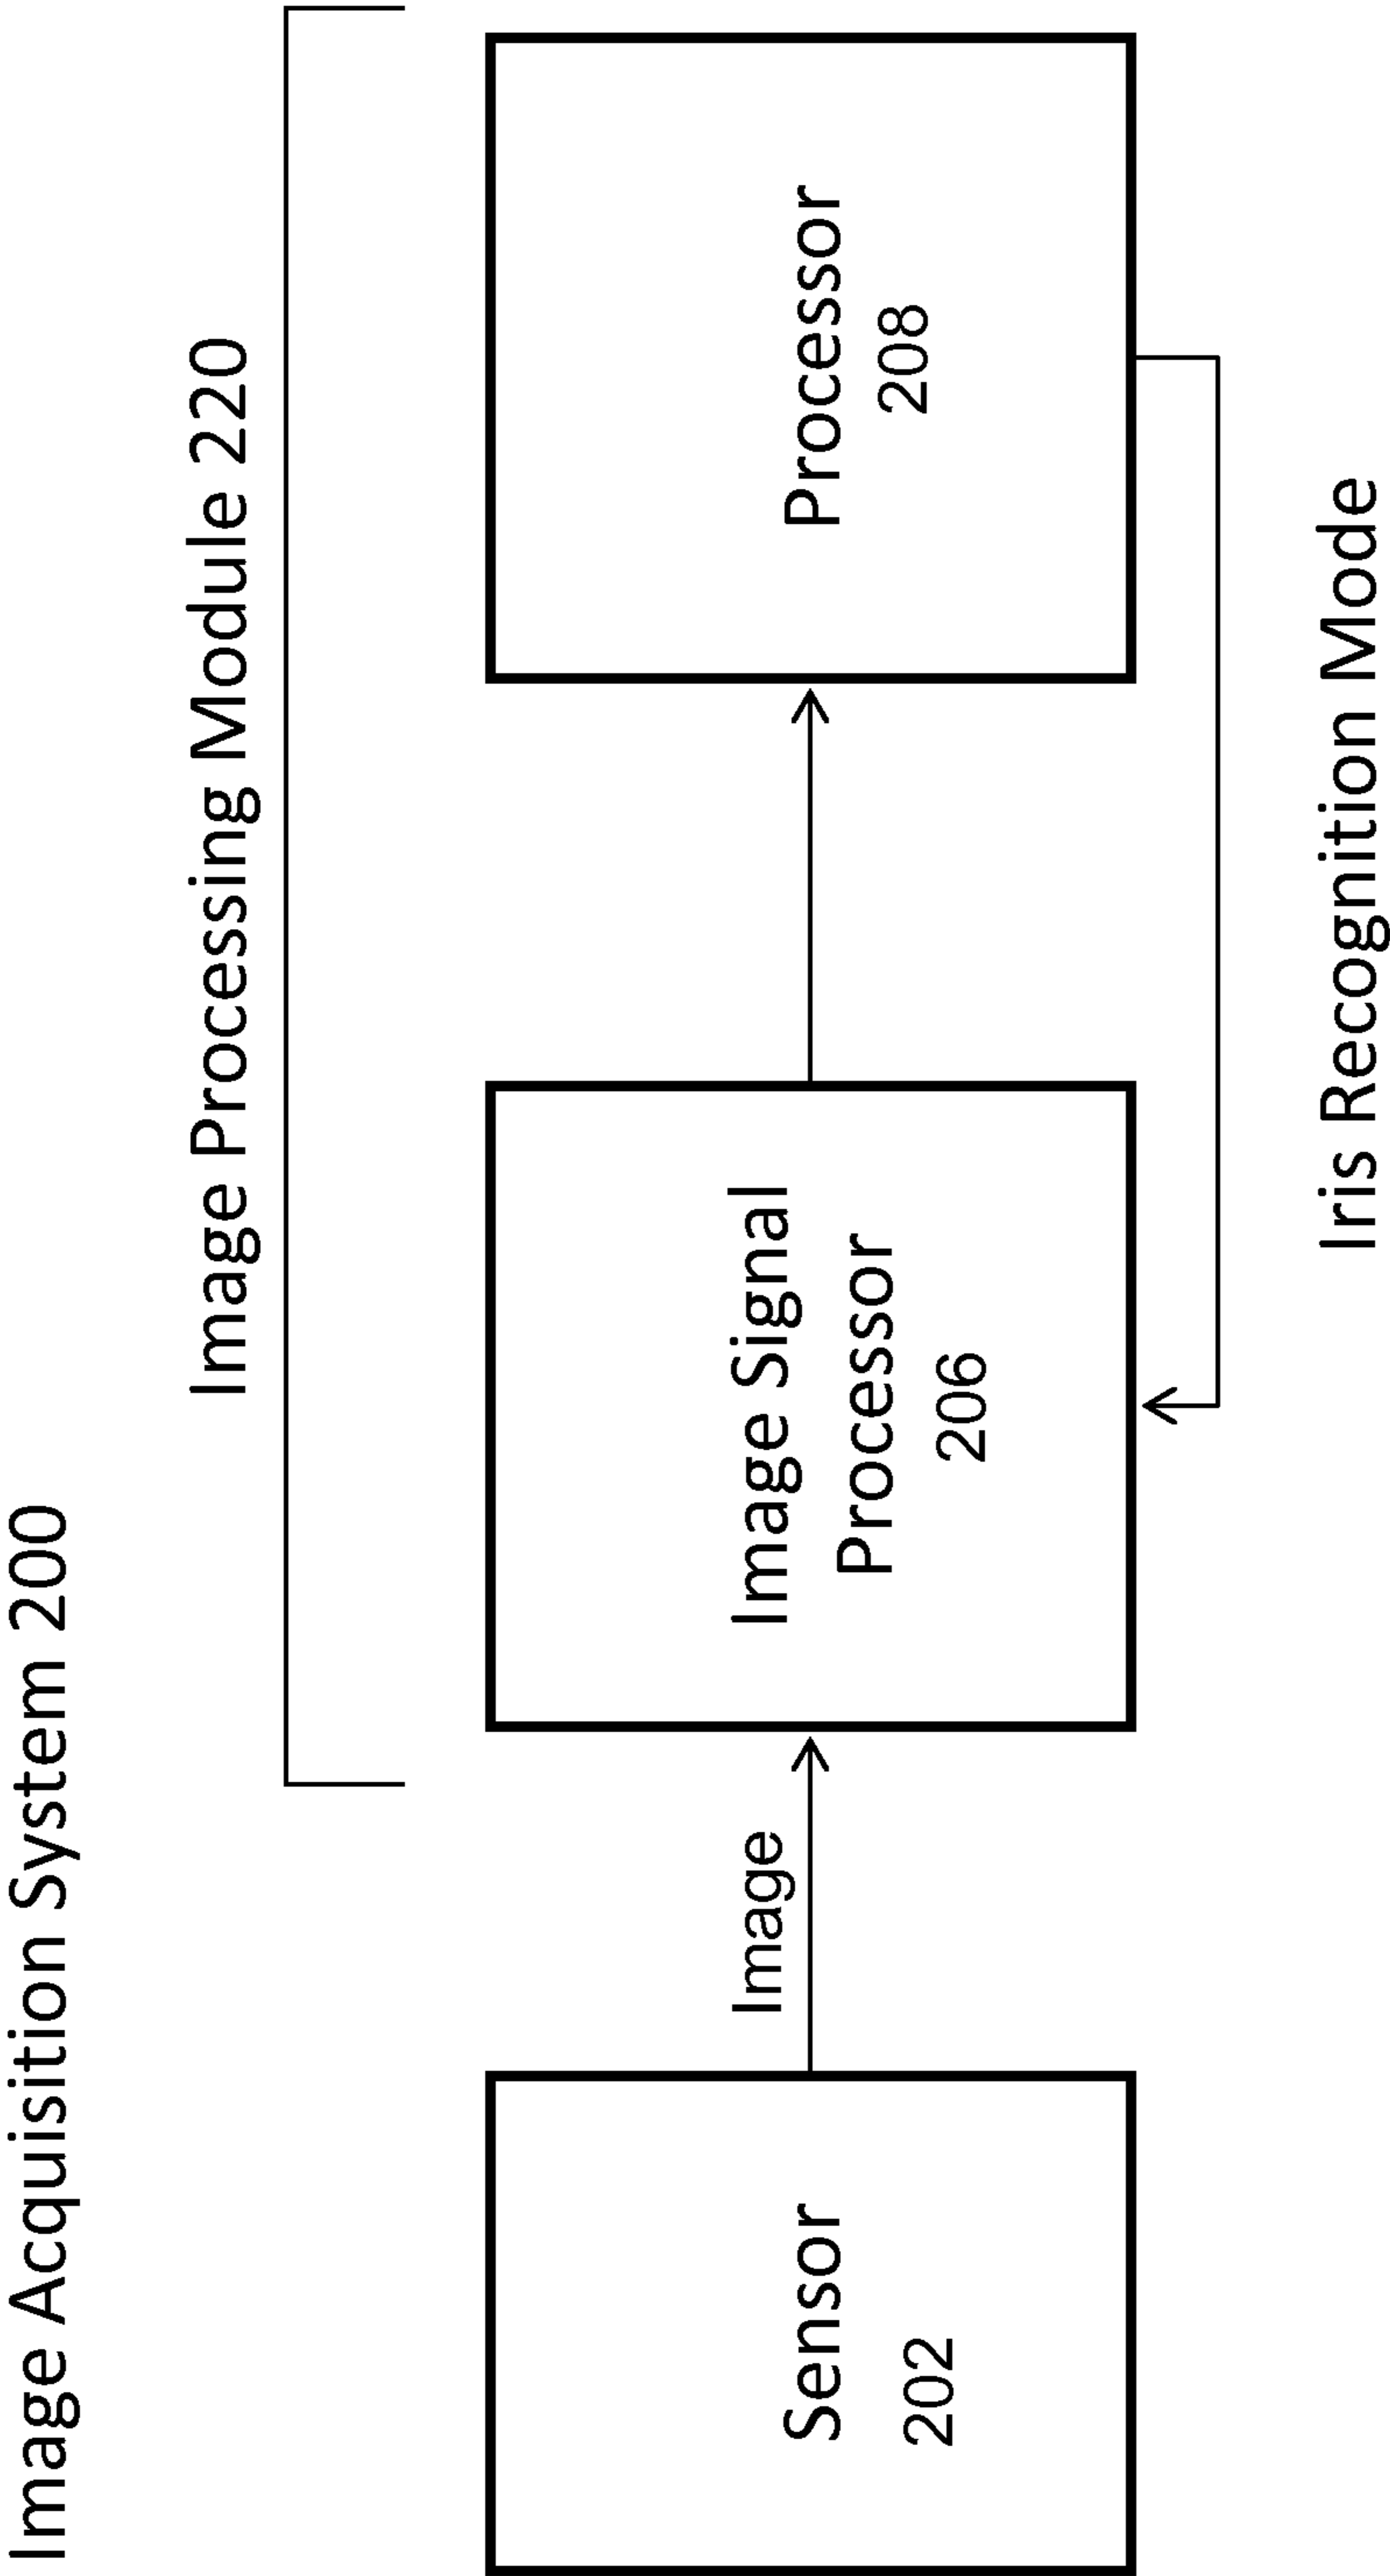 Image Acquisition System 200
Image Processing Module 220
Sensor
202
Image
Image Signal
Processor
206
Processor
208
Iris Recognition Mode